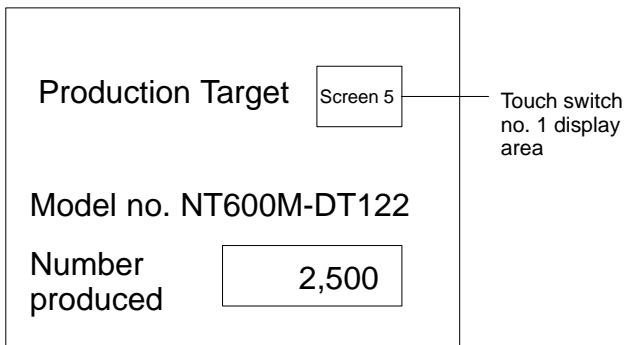 Production Target
Screen 5
Touch switch
no. 1 display
area
Model no. NT600M-DT122
Number
produced
2,500